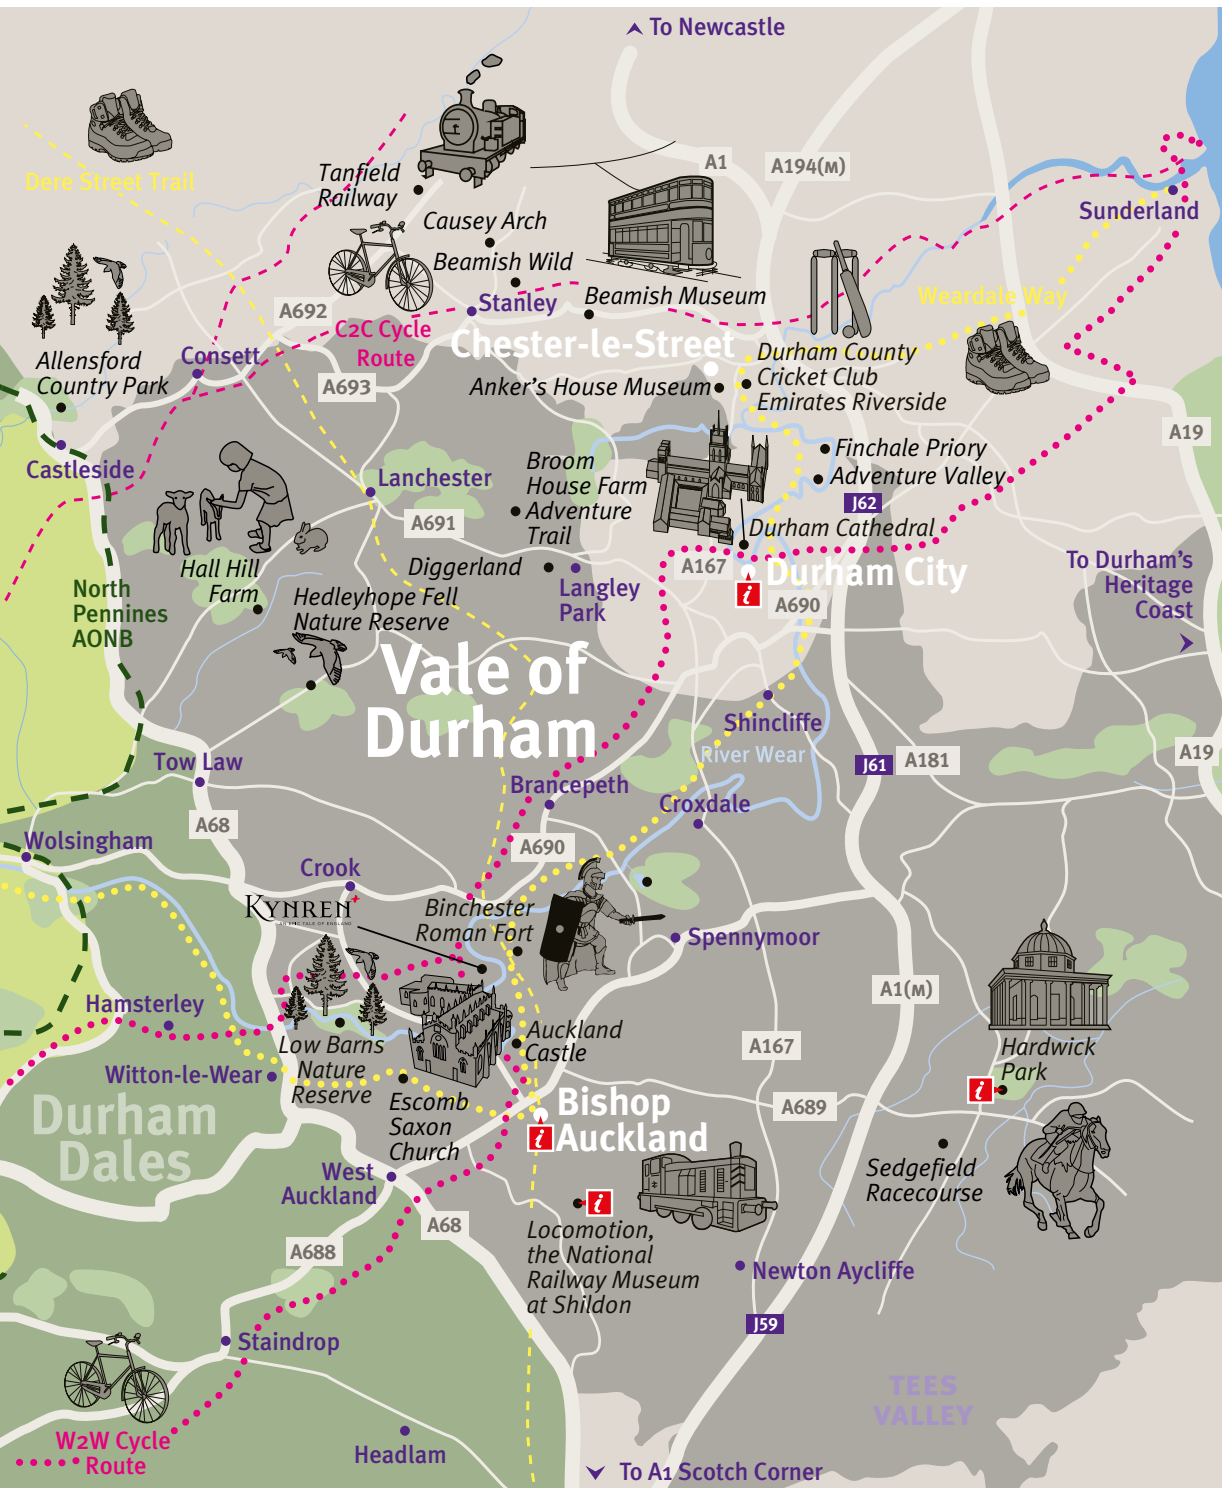 To Newcastle
A1
A194(M)
Dere Street Trail
Tanfield
Railway
Causey Arch
Beamish Wild
Sunderland
Beamish Museum
Weardale Way
Stanley
A692
C2C Cycle
Route
Chester-le-Street
Allensford
Country Park
Consett
A693
Durham County
Cricket Club
Emirates Riverside
Anker's House Museum
A19
Castleside
Lanchester
Broom
House Farm
Adventure
Trail
Finchale Priory
Adventure Valley
J62
A691
Durham Cathedral
Hall Hill
Farm
Diggerland
Langley
Park
A167
Durham City
i
A690
To Durham's
Heritage
Coast
North
Pennines
AONB
Hedleyhope Fell
Nature Reserve
Vale of
Durham
Shincliffe
River Wear
J61
A181
A19
Tow Law
Brancepeth
Croxdale
A68
Wolsingham
A690
Crook
KYNREN
AN EPIC TALE OF ENGLAND
Binchester
Roman Fort
Spennymoor
A1(M)
Hamsterley
Low Barns
Nature
Reserve
Auckland
Castle
A167
Hardwick
Park
i
Witton-le-Wear
Escomb
Saxon
Church
Bishop
Auckland
i
A689
Durham
Dales
West
Auckland
Sedgefield
Racecourse
i
Locomotion,
the National
Railway Museum
at Shildon
A68
A688
Newton Aycliffe
J59
Staindrop
TEES
VALLEY
W2W Cycle
Route
Headlam
To A1 Scotch Corner